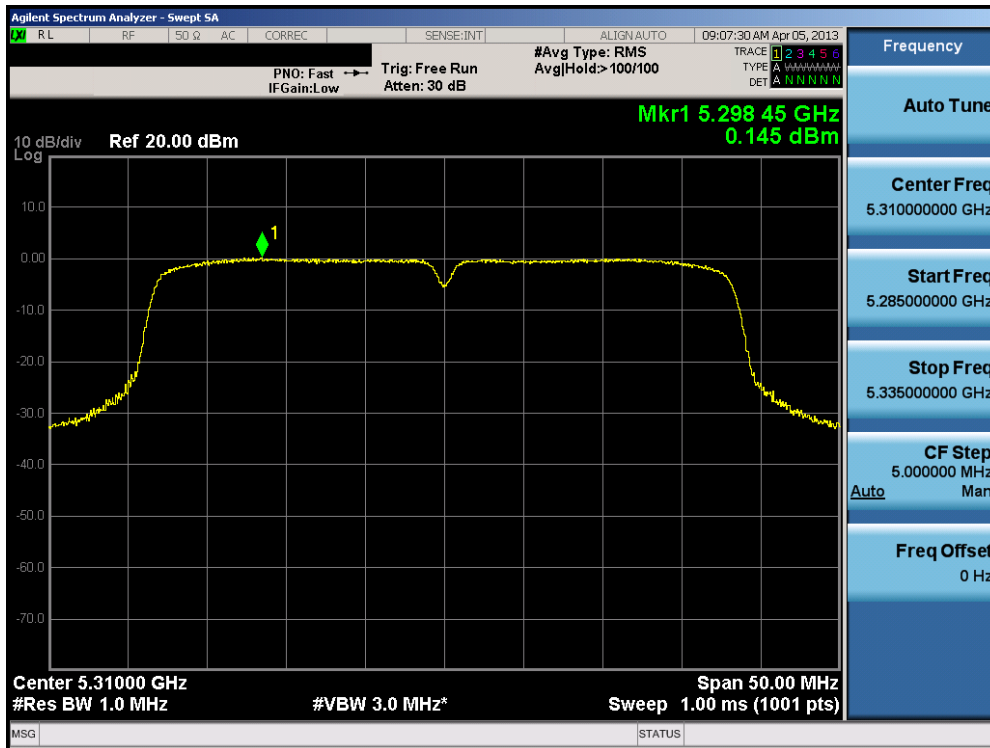 Agilent Spectrum Analyzer - Swept SA
LXI RL RF 50 Ω AC CORREC SENSE:INT ALIGN AUTO 09:07:30 AM Apr 05, 2013
#Avg Type: RMS TRACE 1 2 3 4 5 6
PNO: Fast Trig: Free Run Avg|Hold:> 100/100 TYPE A WWWWW
IFGain:Low Atten: 30 dB DET A N N N N N
Mkr1 5.298 45 GHz
0.145 dBm
10 dB/div Ref 20.00 dBm
Log
10.0
1
0.00
-10.0
-20.0
-30.0
-40.0
-50.0
-60.0
-70.0
Center 5.31000 GHz Span 50.00 MHz
#Res BW 1.0 MHz #VBW 3.0 MHz* Sweep 1.00 ms (1001 pts)
MSG STATUS
Frequency
Auto Tune
Center Freq
5.310000000 GHz
Start Freq
5.285000000 GHz
Stop Freq
5.335000000 GHz
CF Step
5.000000 MHz
Auto Man
Freq Offset
0 Hz